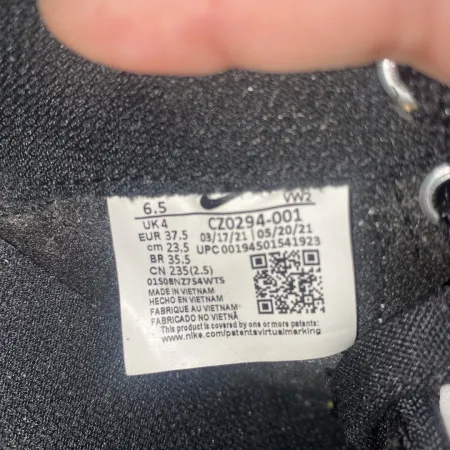 6.5
VW2
UK 4
CZ0294-001
EUR 37.5
03/17/21 | 05/20/21
cm 23.5
UPC 00194501541923
BR 35.5
CN 235(2.5)
01S08NZ7S4WTS
MADE IN VIETNAM
HECHO EN VIETNAM
FABRIQUE AU VIETNAM
FABRICADO NO VIETNÃ
This product is covered by one or more patents:
www.nike.com/patentsvirtualmarking